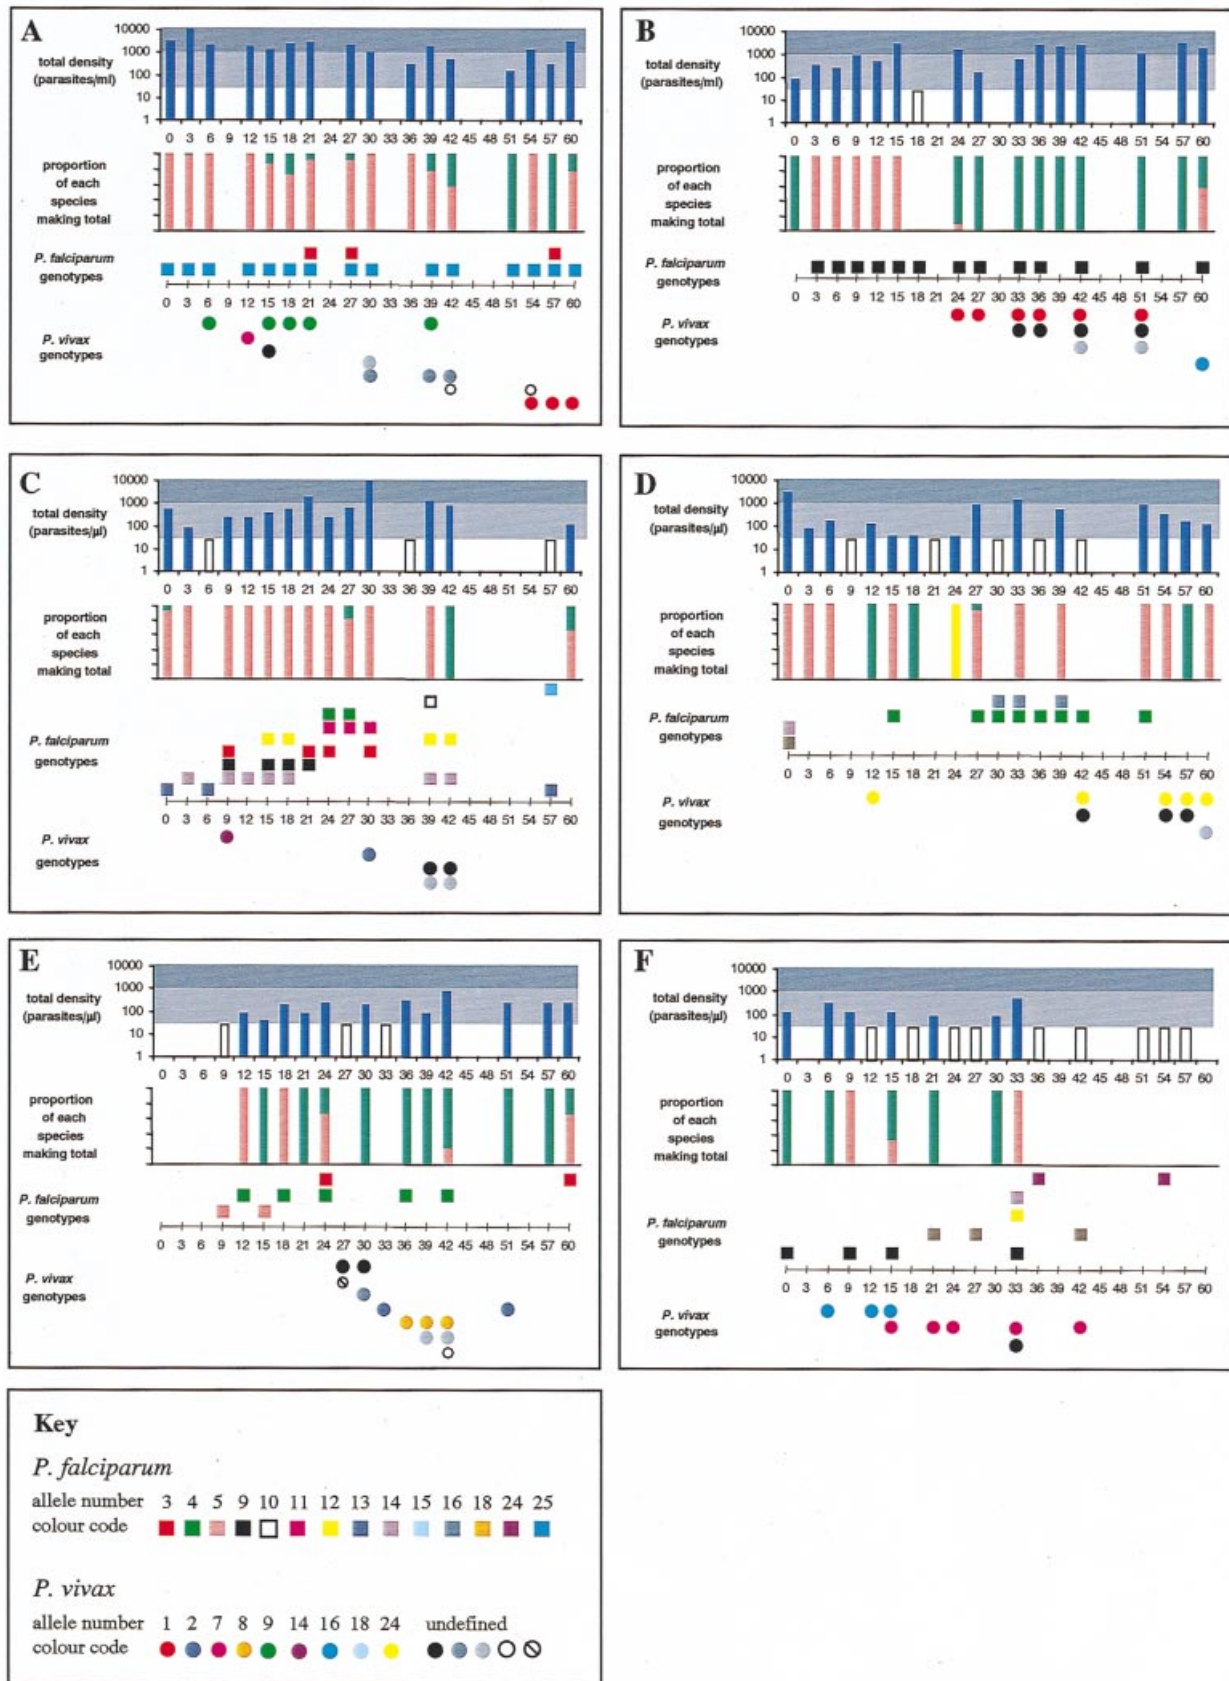 A
total density
(parasites/ml)
10000
1000
100
10
1
0 3 6 9 12 15 18 21 24 27 30 33 36 39 42 45 48 51 54 57 60
proportion
of each
species
making total
P. falciparum
genotypes
0 3 6 9 12 15 18 21 24 27 30 33 36 39 42 45 48 51 54 57 60
P. vivax
genotypes
B
total density
(parasites/ml)
10000
1000
100
10
1
0 3 6 9 12 15 18 21 24 27 30 33 36 39 42 45 48 51 54 57 60
proportion
of each
species
making total
P. falciparum
genotypes
0 3 6 9 12 15 18 21 24 27 30 33 36 39 42 45 48 51 54 57 60
P. vivax
genotypes
C
total density
(parasites/µl)
10000
1000
100
10
1
0 3 6 9 12 15 18 21 24 27 30 33 36 39 42 45 48 51 54 57 60
proportion
of each
species
making total
P. falciparum
genotypes
0 3 6 9 12 15 18 21 24 27 30 33 36 39 42 45 48 51 54 57 60
P. vivax
genotypes
D
total density
(parasites/µl)
10000
1000
100
10
1
0 3 6 9 12 15 18 21 24 27 30 33 36 39 42 45 48 51 54 57 60
proportion
of each
species
making total
P. falciparum
genotypes
0 3 6 9 12 15 18 21 24 27 30 33 36 39 42 45 48 51 54 57 60
P. vivax
genotypes
E
total density
(parasites/µl)
10000
1000
100
10
1
0 3 6 9 12 15 18 21 24 27 30 33 36 39 42 45 48 51 54 57 60
proportion
of each
species
making total
P. falciparum
genotypes
0 3 6 9 12 15 18 21 24 27 30 33 36 39 42 45 48 51 54 57 60
P. vivax
genotypes
F
total density
(parasites/µl)
10000
1000
100
10
1
0 3 6 9 12 15 18 21 24 27 30 33 36 39 42 45 48 51 54 57 60
proportion
of each
species
making total
P. falciparum
genotypes
0 3 6 9 12 15 18 21 24 27 30 33 36 39 42 45 48 51 54 57 60
P. vivax
genotypes
Key
P. falciparum
allele number 3 4 5 9 10 11 12 13 14 15 16 18 24 25
colour code
P. vivax
allele number 1 2 7 8 9 14 16 18 24 undefined
colour code